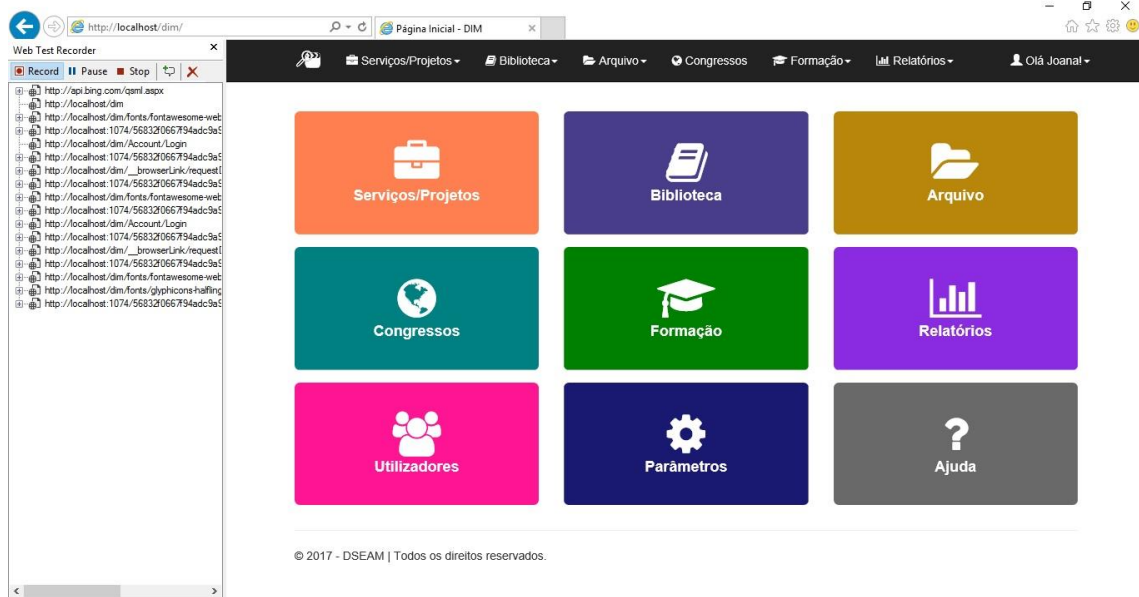 http://localhost/dim/
Página Inicial - DIM
Web Test Recorder
Record Pause Stop
http://api.bing.com/qsml.aspx
http://localhost/dim
http://localhost/dim/fonts/fontawesome-web
http://localhost:1074/56832f0667f94adc9a5
http://localhost/dim/Account/Login
http://localhost:1074/56832f0667f94adc9a5
http://localhost/dim/__browserLink/request
http://localhost:1074/56832f0667f94adc9a5
http://localhost/dim/fonts/fontawesome-web
http://localhost:1074/56832f0667f94adc9a5
http://localhost/dim/Account/Login
http://localhost:1074/56832f0667f94adc9a5
http://localhost/dim/__browserLink/request
http://localhost:1074/56832f0667f94adc9a5
http://localhost/dim/fonts/fontawesome-web
http://localhost/dim/fonts/glyphicons-halfling
http://localhost:1074/56832f0667f94adc9a5
Serviços/Projetos Biblioteca Arquivo Congressos Formação Relatórios Olá Joana!
Serviços/Projetos
Biblioteca
Arquivo
Congressos
Formação
Relatórios
Utilizadores
Parâmetros
Ajuda
© 2017 - DSEAM | Todos os direitos reservados.